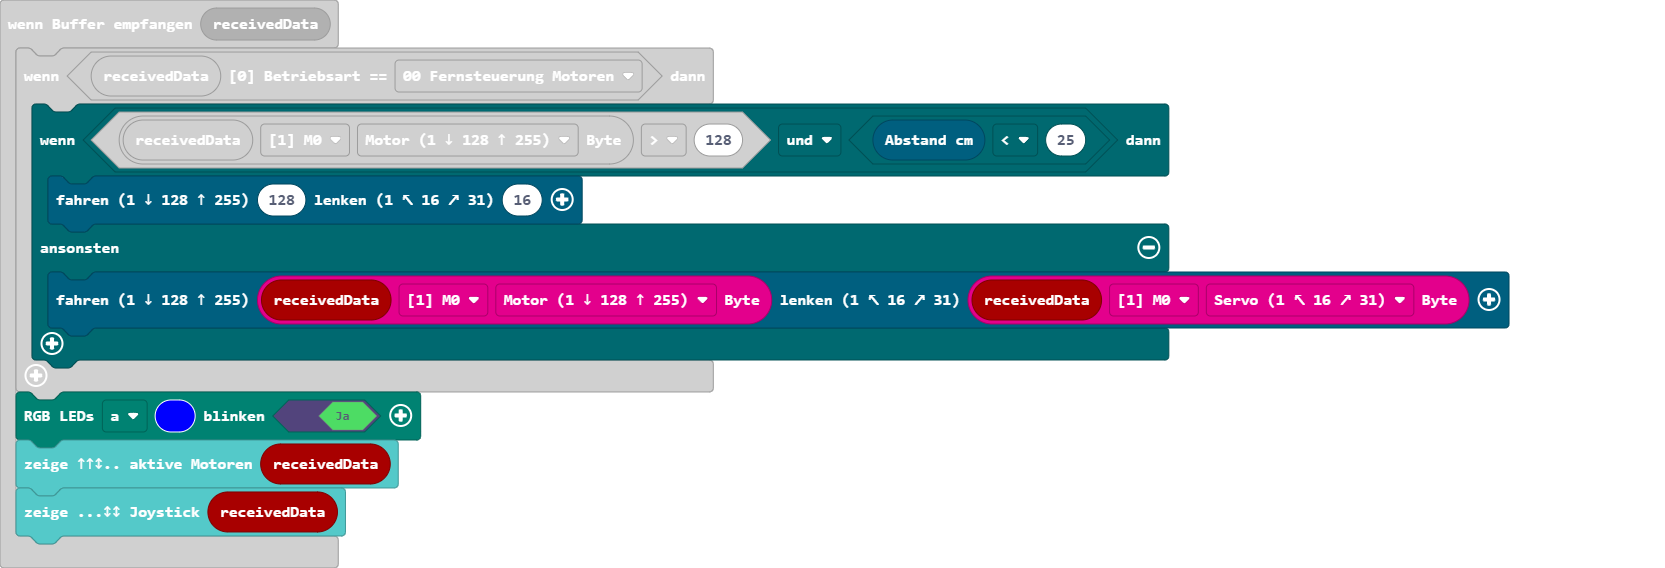 wenn Buffer empfangen receivedData
wenn receivedData [0] Betriebsart == 00 Fernsteuerung Motoren dann
wenn receivedData [1] M0 Motor (1 ↓ 128 ↑ 255) Byte > 128 und Abstand cm < 25 dann
fahren (1 ↓ 128 ↑ 255) 128 lenken (1 ↖ 16 ↗ 31) 16
ansonsten
fahren (1 ↓ 128 ↑ 255) receivedData [1] M0 Motor (1 ↓ 128 ↑ 255) Byte lenken (1 ↖ 16 ↗ 31) receivedData [1] M0 Servo (1 ↖ 16 ↗ 31) Byte
RGB LEDs a blinken Ja
zeige ↑↑↕.. aktive Motoren receivedData
zeige ...↕↕ Joystick receivedData